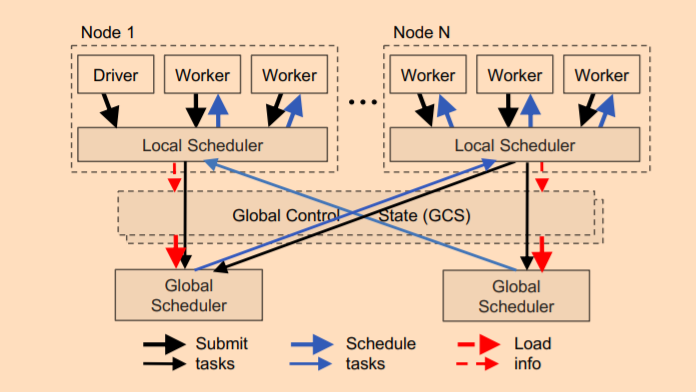 Node 1
Node N
Driver
Worker
Worker
...
Worker
Worker
Worker
Local Scheduler
Local Scheduler
Global Control State (GCS)
Global
Scheduler
Global
Scheduler
Submit
tasks
Schedule
tasks
Load
info